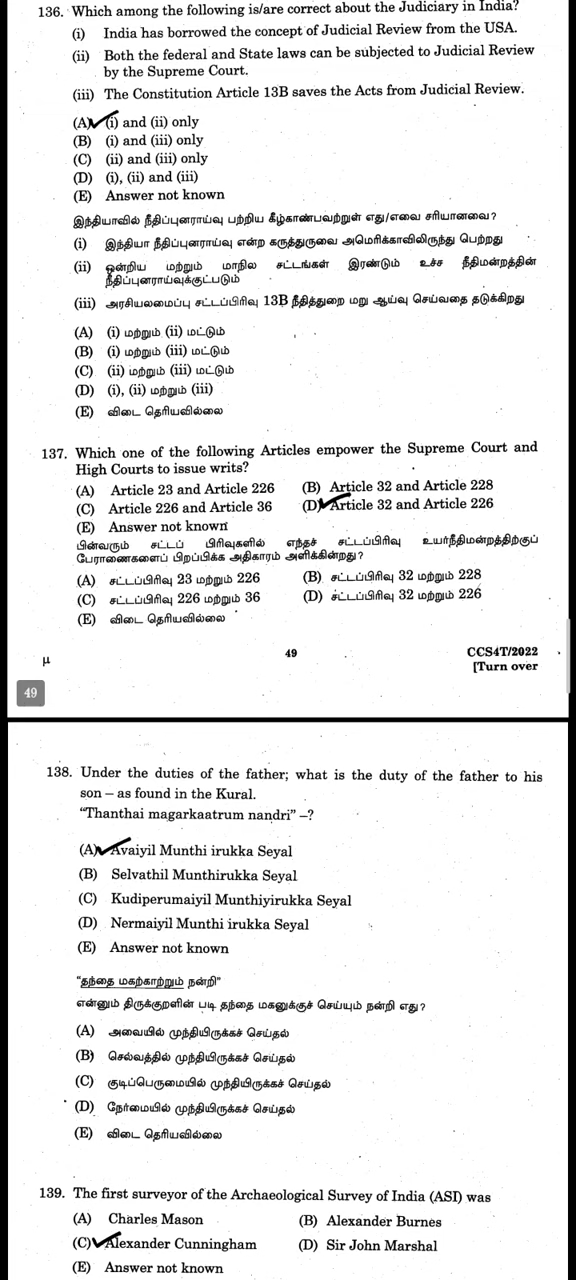 136. Which among the following is/are correct about the Judiciary in India?
(i) India has borrowed the concept of Judicial Review from the USA.
(ii) Both the federal and State laws can be subjected to Judicial Review
by the Supreme Court.
(iii) The Constitution Article 13B saves the Acts from Judicial Review.
(A) (i) and (ii) only
(B) (i) and (iii) only
(C) (ii) and (iii) only
(D) (i), (ii) and (iii)
(E) Answer not known
இந்தியாவில் நீதிப்புனராய்வு பற்றிய கீழ்காண்பவற்றுள் எது/எவை சரியானவை?
(i) இந்தியா நீதிப்புனராய்வு என்ற கருத்துருவை அமெரிக்காவிலிருந்து பெற்றது
(ii) ஒன்றிய மற்றும் மாநில சட்டங்கள் இரண்டும் உச்ச நீதிமன்றத்தின்
நீதிப்புனராய்வுக்குட்படும்
(iii) அரசியலமைப்பு சட்டப்பிரிவு 13B நீதித்துறை மறு ஆய்வு செய்வதை தடுக்கிறது
(A) (i) மற்றும் (ii) மட்டும்
(B) (i) மற்றும் (iii) மட்டும்
(C) (ii) மற்றும் (iii) மட்டும்
(D) (i), (ii) மற்றும் (iii)
(E) விடை தெரியவில்லை
137. Which one of the following Articles empower the Supreme Court and
High Courts to issue writs?
(A) Article 23 and Article 226 (B) Article 32 and Article 228
(C) Article 226 and Article 36 (D) Article 32 and Article 226
(E) Answer not known
பின்வரும் சட்டப் பிரிவுகளில் எந்தச் சட்டப்பிரிவு உயர்நீதிமன்றத்திற்குப்
பேராணைகளைப் பிறப்பிக்க அதிகாரம் அளிக்கின்றது?
(A) சட்டப்பிரிவு 23 மற்றும் 226 (B) சட்டப்பிரிவு 32 மற்றும் 228
(C) சட்டப்பிரிவு 226 மற்றும் 36 (D) சட்டப்பிரிவு 32 மற்றும் 226
(E) விடை தெரியவில்லை
μ 49 CCS4T/2022
[Turn over
49
138. Under the duties of the father; what is the duty of the father to his
son – as found in the Kural.
“Thanthai magarkaatrum nandri” –?
(A) Avaiyil Munthi irukka Seyal
(B) Selvathil Munthirukka Seyal
(C) Kudiperumaiyil Munthiyirukka Seyal
(D) Nermaiyil Munthi irukka Seyal
(E) Answer not known
“தந்தை மகற்காற்றும் நன்றி”
என்னும் திருக்குறளின் படி தந்தை மகனுக்குச் செய்யும் நன்றி எது?
(A) அவையில் முந்தியிருக்கச் செய்தல்
(B) செல்வத்தில் முந்தியிருக்கச் செய்தல்
(C) குடிப்பெருமையில் முந்தியிருக்கச் செய்தல்
(D) நேர்மையில் முந்தியிருக்கச் செய்தல்
(E) விடை தெரியவில்லை
139. The first surveyor of the Archaeological Survey of India (ASI) was
(A) Charles Mason (B) Alexander Burnes
(C) Alexander Cunningham (D) Sir John Marshal
(E) Answer not known